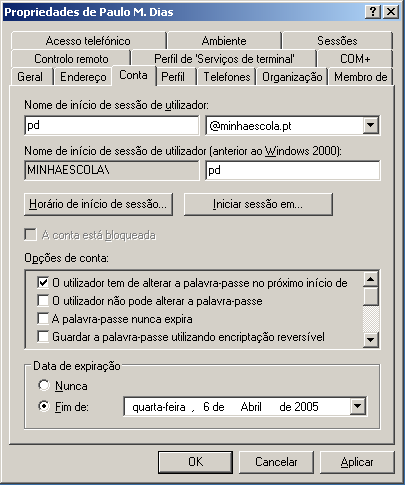 Propriedades de Paulo M. Dias
Acesso telefónico Ambiente Sessões
Controlo remoto Perfil de 'Serviços de terminal' COM+
Geral Endereço Conta Perfil Telefones Organização Membro de
Nome de início de sessão de utilizador:
pd @minhaescola.pt
Nome de início de sessão de utilizador (anterior ao Windows 2000):
MINHAESCOLA\ pd
Horário de início de sessão... Iniciar sessão em...
A conta está bloqueada
Opções de conta:
O utilizador tem de alterar a palavra-passe no próximo início de
O utilizador não pode alterar a palavra-passe
A palavra-passe nunca expira
Guardar a palavra-passe utilizando encriptação reversível
Data de expiração
Nunca
Fim de: quarta-feira , 6 de Abril de 2005
OK Cancelar Aplicar